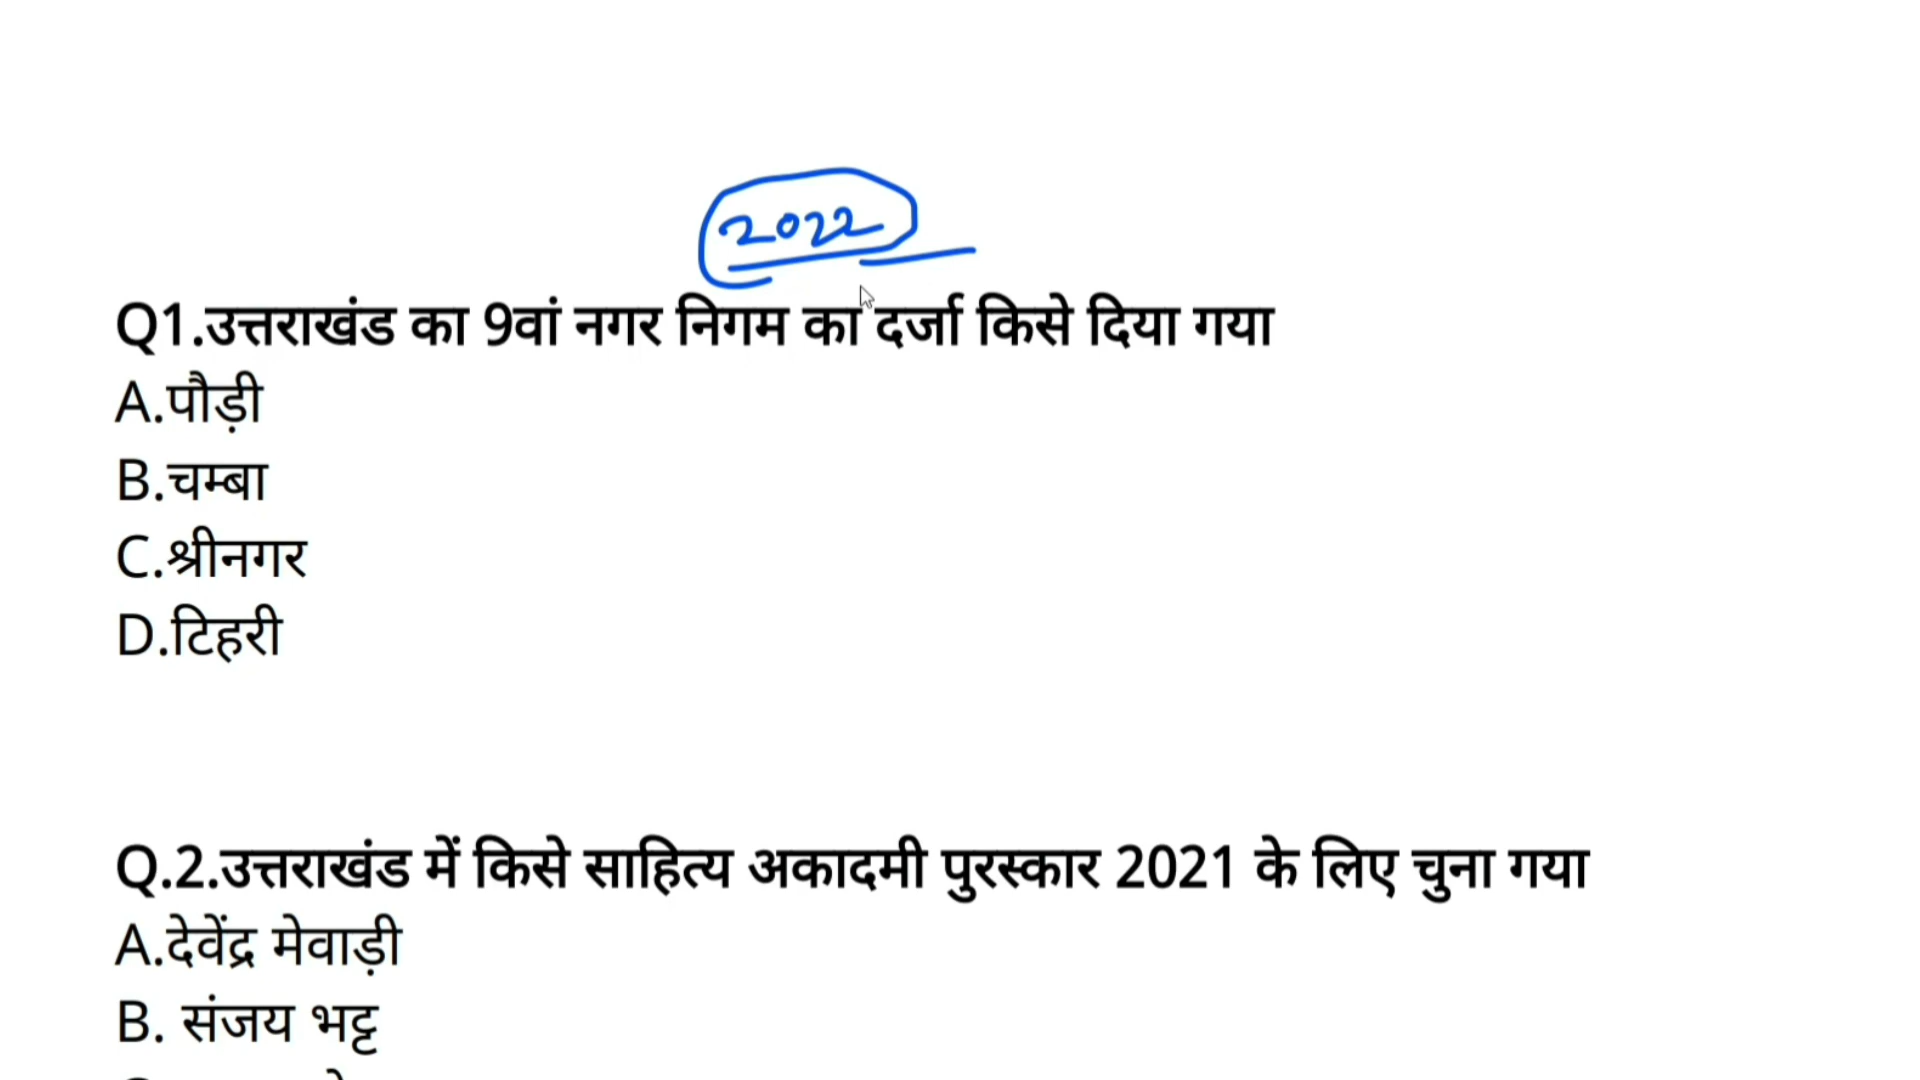 2022
Q1.उत्तराखंड का 9वां नगर निगम का दर्जा किसे दिया गया
A.पौड़ी
B.चम्बा
C.श्रीनगर
D.टिहरी
Q.2.उत्तराखंड में किसे साहित्य अकादमी पुरस्कार 2021 के लिए चुना गया
A.देवेंद्र मेवाड़ी
B. संजय भट्ट